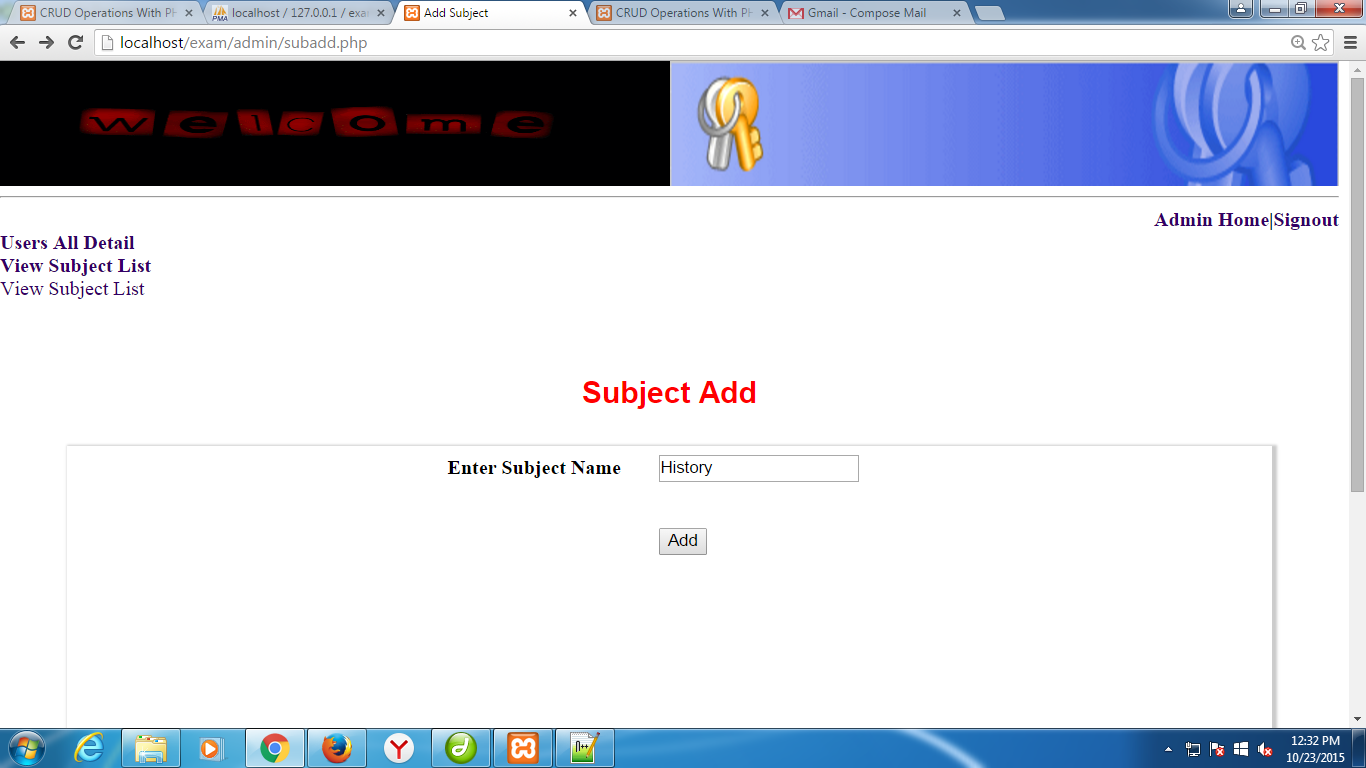 CRUD Operations With PH
localhost / 127.0.0.1 / exa
Add Subject
CRUD Operations With PH
Gmail - Compose Mail
localhost/exam/admin/subadd.php
welcome
Admin Home|Signout
Users All Detail
View Subject List
View Subject List
Subject Add
Enter Subject Name
History
Add
12:32 PM
10/23/2015